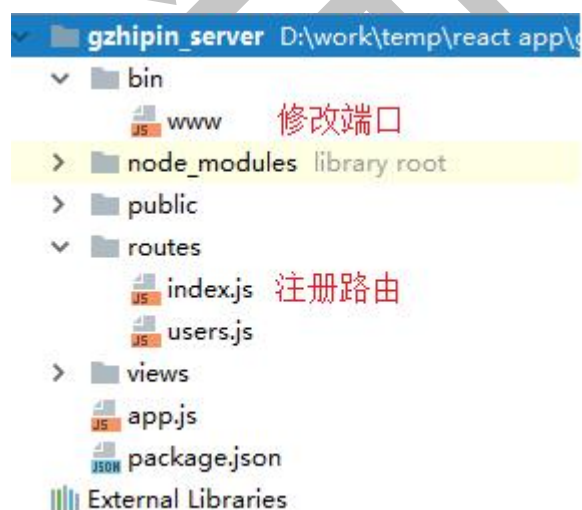 gzhipin_server D:\work\temp\react app\
bin
www 修改端口
node_modules library root
public
routes
index.js 注册路由
users.js
views
app.js
package.json
External Libraries